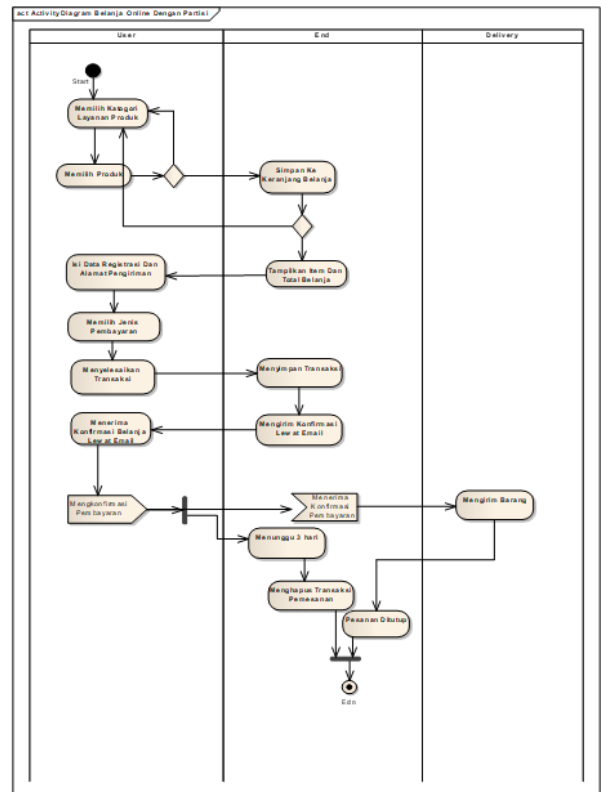 act ActivityDiagram Belanja Online Dengan Partisi
User
End
Delivery
Start
Memilih Kategori
Layanan Produk
Memilih Produk
Simpan Ke
Keranjang Belanja
Isi Data Registrasi Dan
Alamat Pengiriman
Tampilkan Item Dan
Total Belanja
Memilih Jenis
Pembayaran
Menyelesaikan
Transaksi
Menyimpan Transaksi
Menerima
Konfirmasi Belanja
Lewat Email
Mengirim Konfirmasi
Lewat Email
Mengkonfirmasi
Pembayaran
Menerima
Konfirmasi
Pembayaran
Mengirim Barang
Menunggu 3 hari
Menghapus Transaksi
Pemesanan
Pesanan Ditutup
Edn